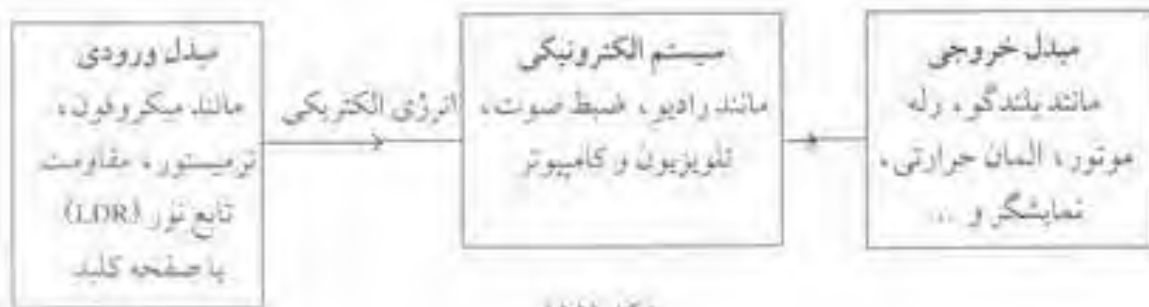 مبدل ورودی
مانند میکروفون،
ترمیستور، مقاومت
تابع نور (LDR)
یا صفحه کلید
انرژی الکتریکی
سیستم الکترونیکی
مانند رادیو، ضبط صوت،
تلویزیون و کامپیوتر
مبدل خروجی
مانند بلندگو، رله
موتور، المان حرارتی،
نمایشگر و ...